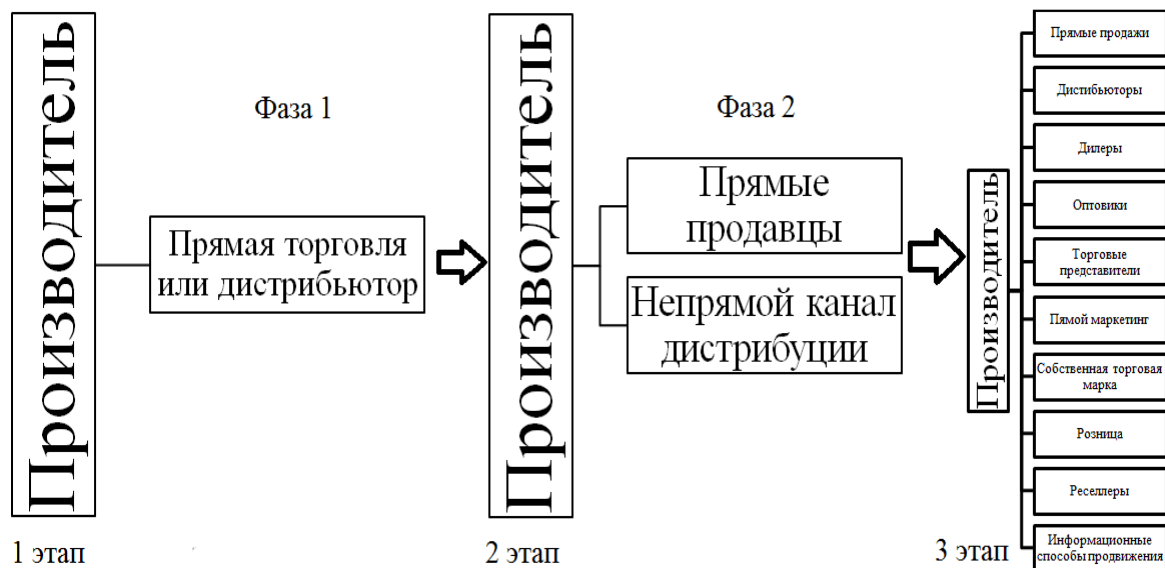 Производитель
Фаза 1
Прямая торговля
или дистрибьютор
1 этап
Производитель
Фаза 2
Прямые
продавцы
Непрямой канал
дистрибуции
2 этап
Производитель
Прямые продажи
Дистибьюторы
Дилеры
Оптовики
Торговые
представители
Пямой маркетинг
Собственная торговая
марка
Розница
Реселлеры
Информационные
способы продвижения
3 этап